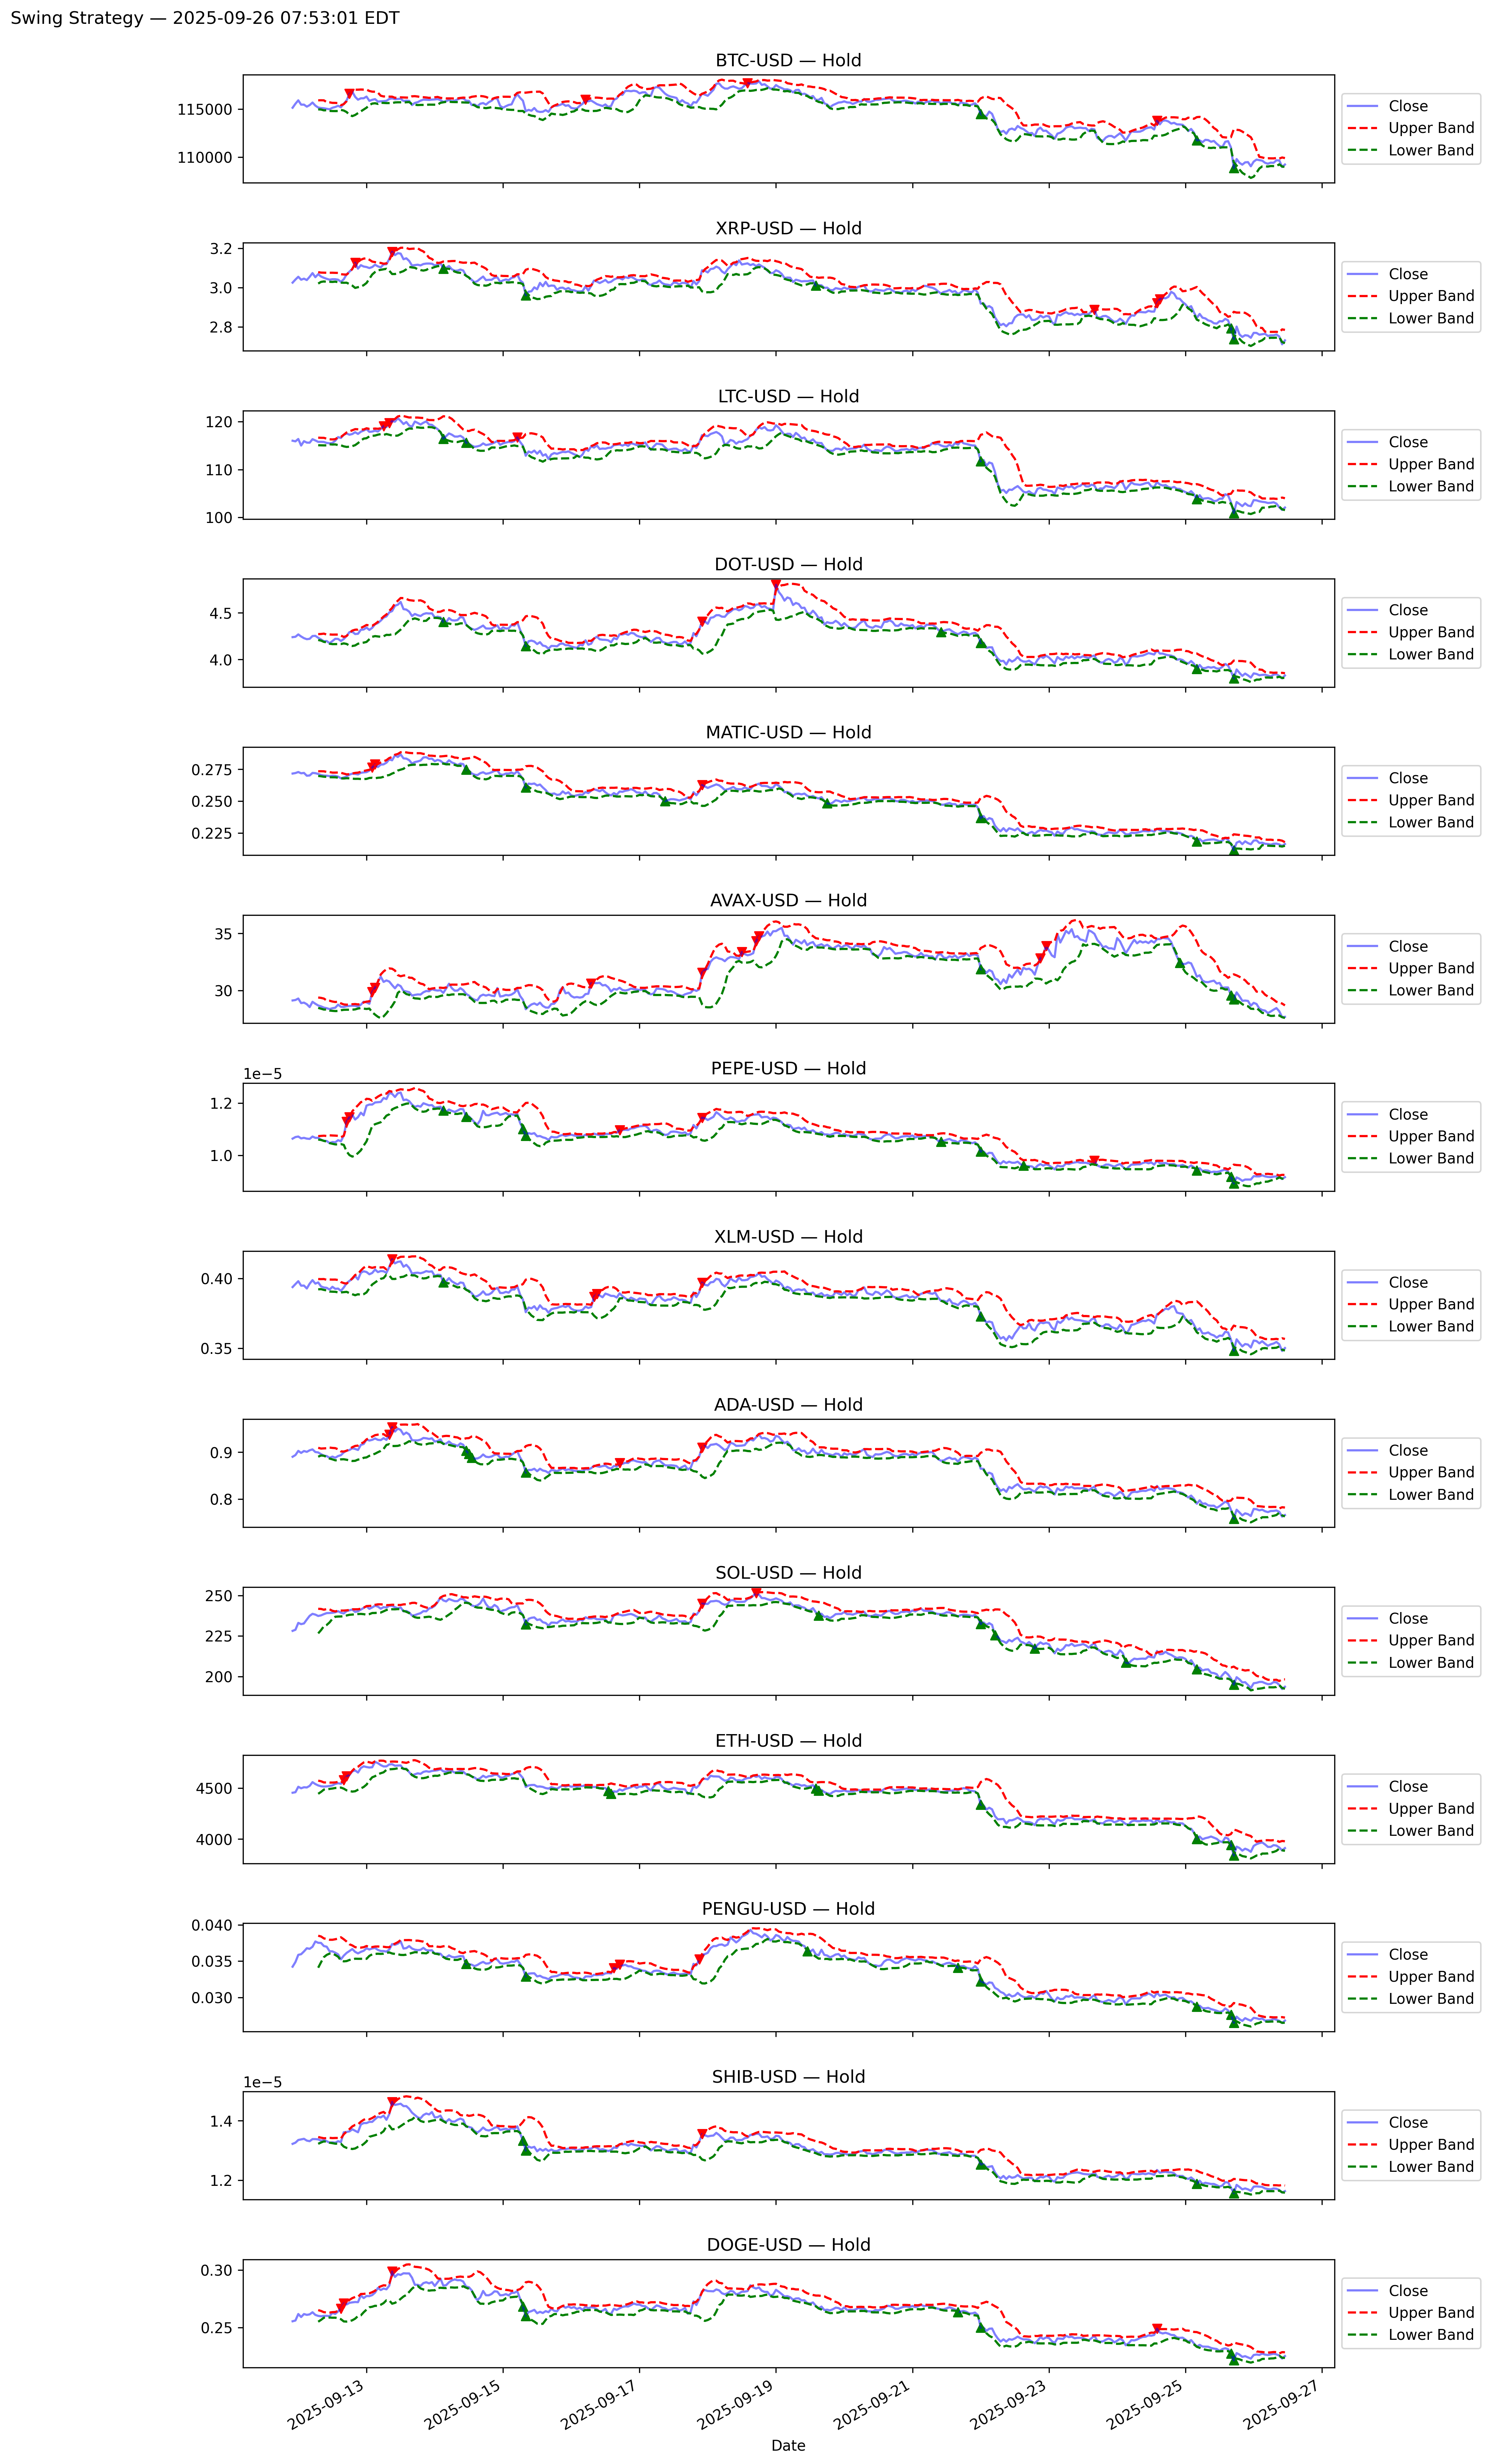 Swing Strategy — 2025-09-26 07:53:01 EDT
BTC-USD — Hold
115000
110000
Close
Upper Band
Lower Band
XRP-USD — Hold
3.2
3.0
2.8
Close
Upper Band
Lower Band
LTC-USD — Hold
120
110
100
Close
Upper Band
Lower Band
DOT-USD — Hold
4.5
4.0
Close
Upper Band
Lower Band
MATIC-USD — Hold
0.275
0.250
0.225
Close
Upper Band
Lower Band
AVAX-USD — Hold
35
30
Close
Upper Band
Lower Band
PEPE-USD — Hold
1e−5
1.2
1.0
Close
Upper Band
Lower Band
XLM-USD — Hold
0.40
0.35
Close
Upper Band
Lower Band
ADA-USD — Hold
0.9
0.8
Close
Upper Band
Lower Band
SOL-USD — Hold
250
225
200
Close
Upper Band
Lower Band
ETH-USD — Hold
4500
4000
Close
Upper Band
Lower Band
PENGU-USD — Hold
0.040
0.035
0.030
Close
Upper Band
Lower Band
SHIB-USD — Hold
1e−5
1.4
1.2
Close
Upper Band
Lower Band
DOGE-USD — Hold
0.30
0.25
Close
Upper Band
Lower Band
2025-09-13
2025-09-15
2025-09-17
2025-09-19
2025-09-21
2025-09-23
2025-09-25
2025-09-27
Date